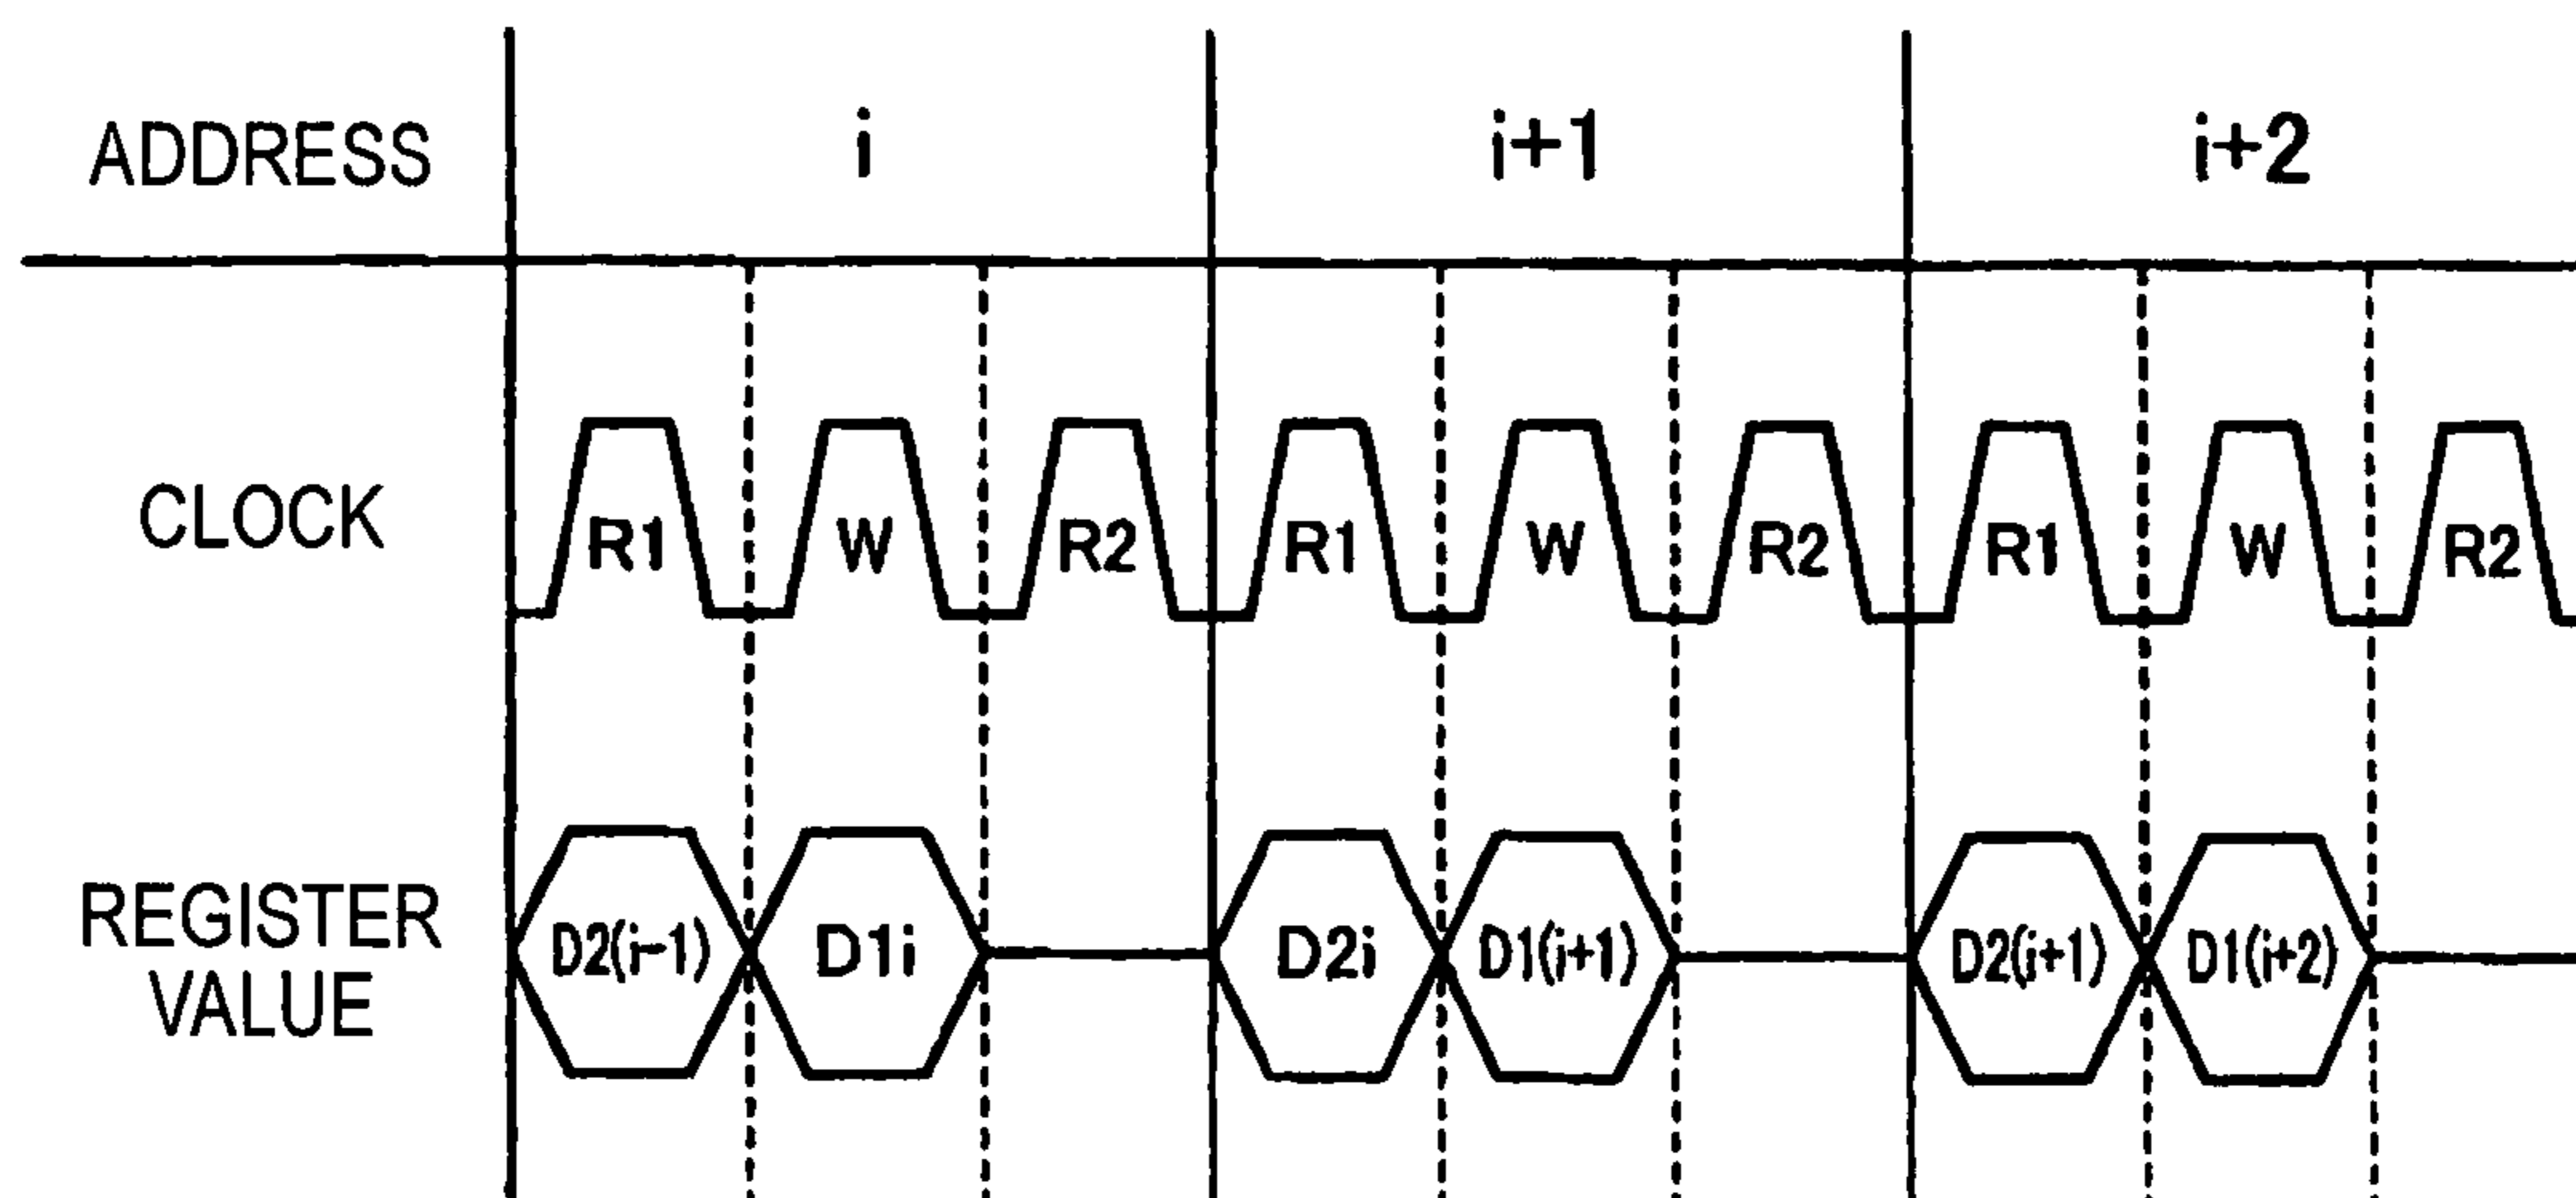 ADDRESS i i+1 i+2
CLOCK R1 W R2 R1 W R2 R1 W R2
REGISTER
VALUE
D2(i-1) D1i D2i D1(i+1) D2(i+1) D1(i+2)